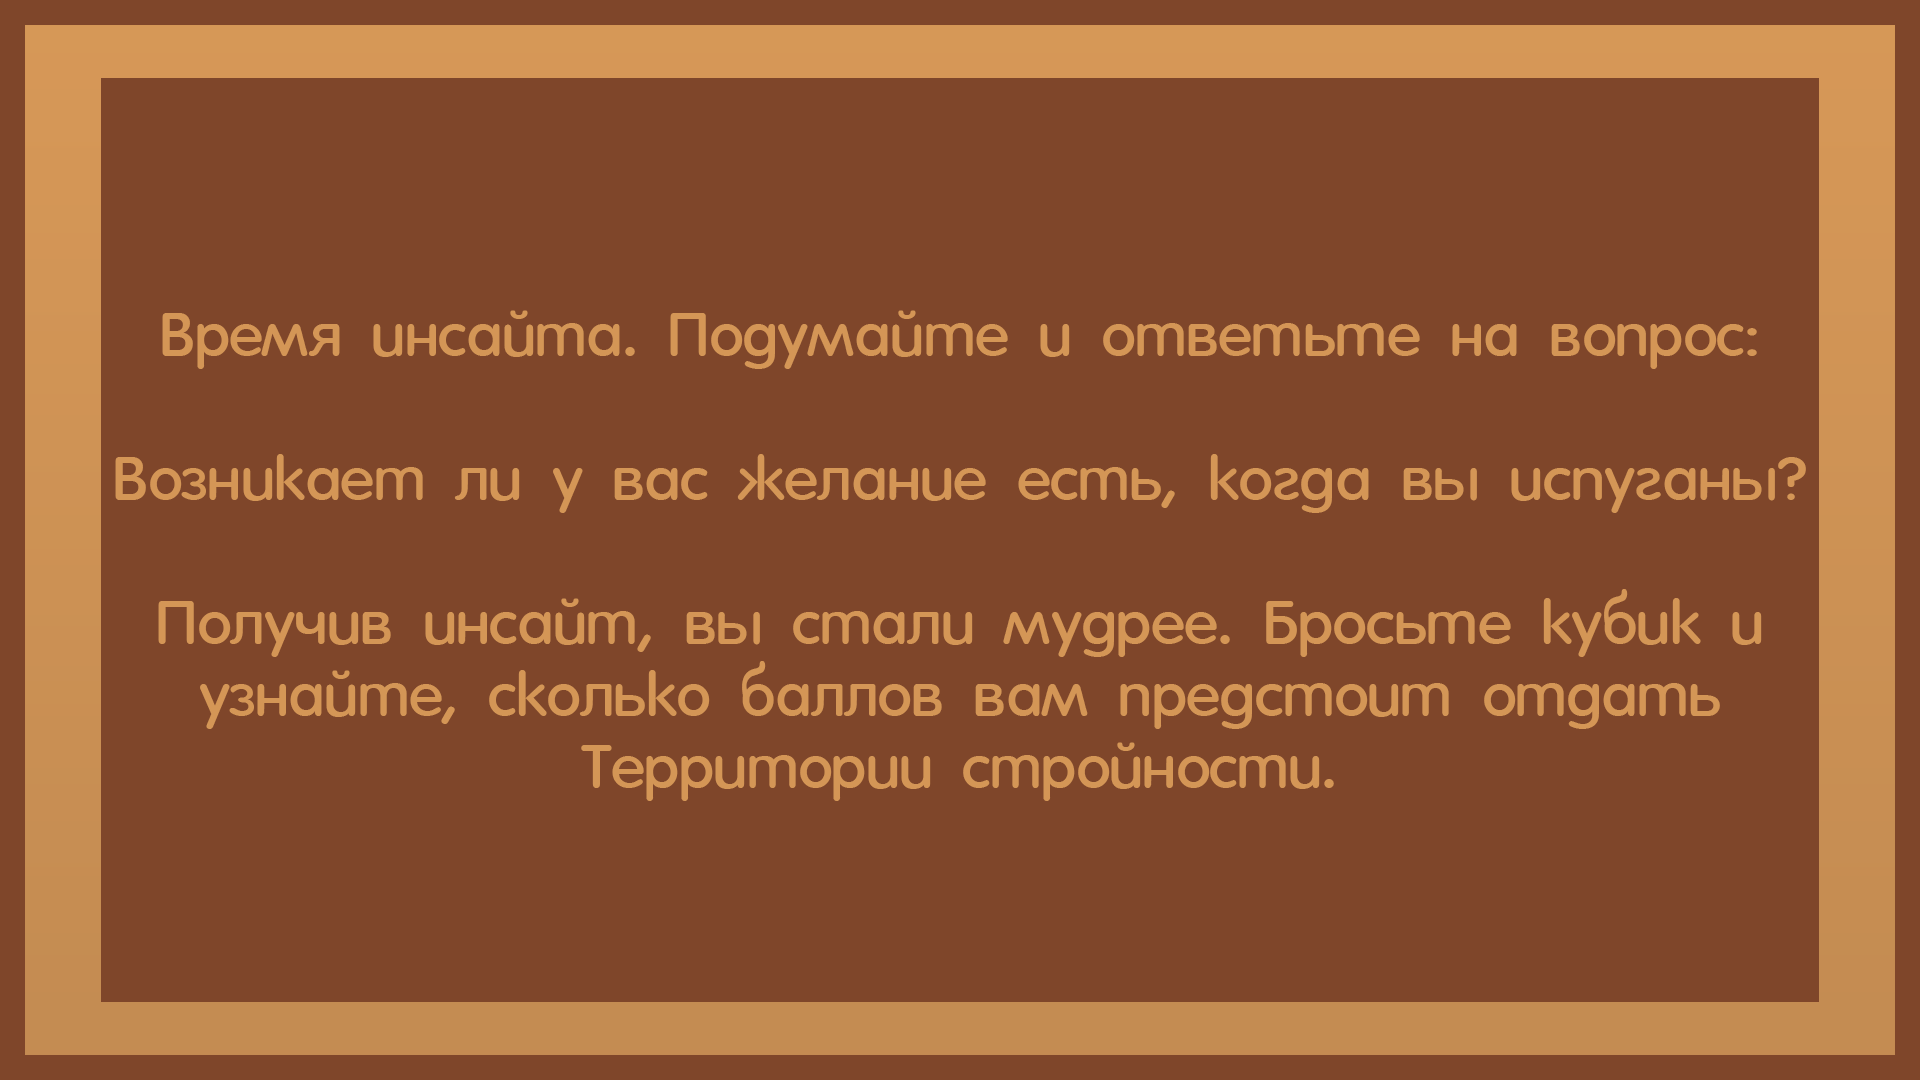 Время инсайта. Подумайте и ответьте на вопрос:
Возникает ли у вас желание есть, когда вы испуганы?
Получив инсайт, вы стали мудрее. Бросьте кубик и
узнайте, сколько баллов вам предстоит отдать
Территории стройности.